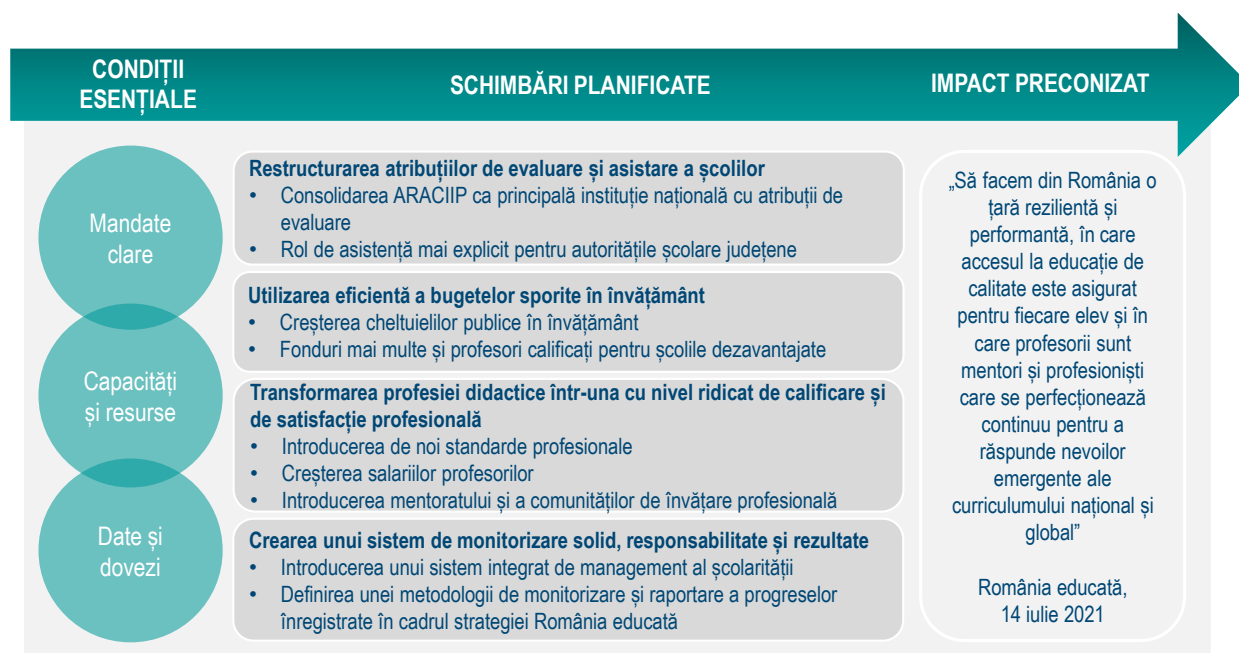 CONDIȚII
ESENȚIALE
SCHIMBĂRI PLANIFICATE
IMPACT PRECONIZAT
Mandate
clare
Capacități
și resurse
Date și
dovezi
Restructurarea atribuțiilor de evaluare și asistare a școlilor
• Consolidarea ARACIIP ca principală instituție națională cu atribuții de
evaluare
• Rol de asistență mai explicit pentru autoritățile școlare județene
Utilizarea eficientă a bugetelor sporite în învățământ
• Creșterea cheltuielilor publice în învățământ
• Fonduri mai multe și profesori calificați pentru școlile dezavantajate
Transformarea profesiei didactice într-una cu nivel ridicat de calificare și
de satisfacție profesională
• Introducerea de noi standarde profesionale
• Creșterea salariilor profesorilor
• Introducerea mentoratului și a comunităților de învățare profesională
Crearea unui sistem de monitorizare solid, responsabilitate și rezultate
• Introducerea unui sistem integrat de management al școlarității
• Definirea unei metodologii de monitorizare și raportare a progreselor
înregistrate în cadrul strategiei România educată
„Să facem din România o
țară rezilientă și
performantă, în care
accesul la educație de
calitate este asigurat
pentru fiecare elev și în
care profesorii sunt
mentori și profesioniști
care se perfecționează
continuu pentru a
răspunde nevoilor
emergente ale
curriculumului național și
global”
România educată,
14 iulie 2021